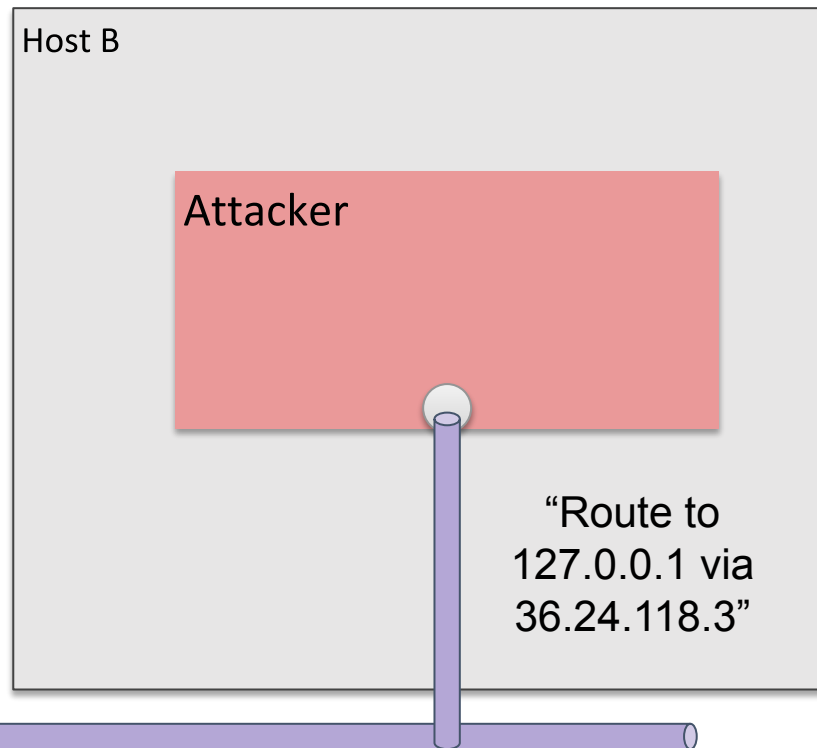 Host B
Attacker
“Route to
127.0.0.1 via
36.24.118.3”